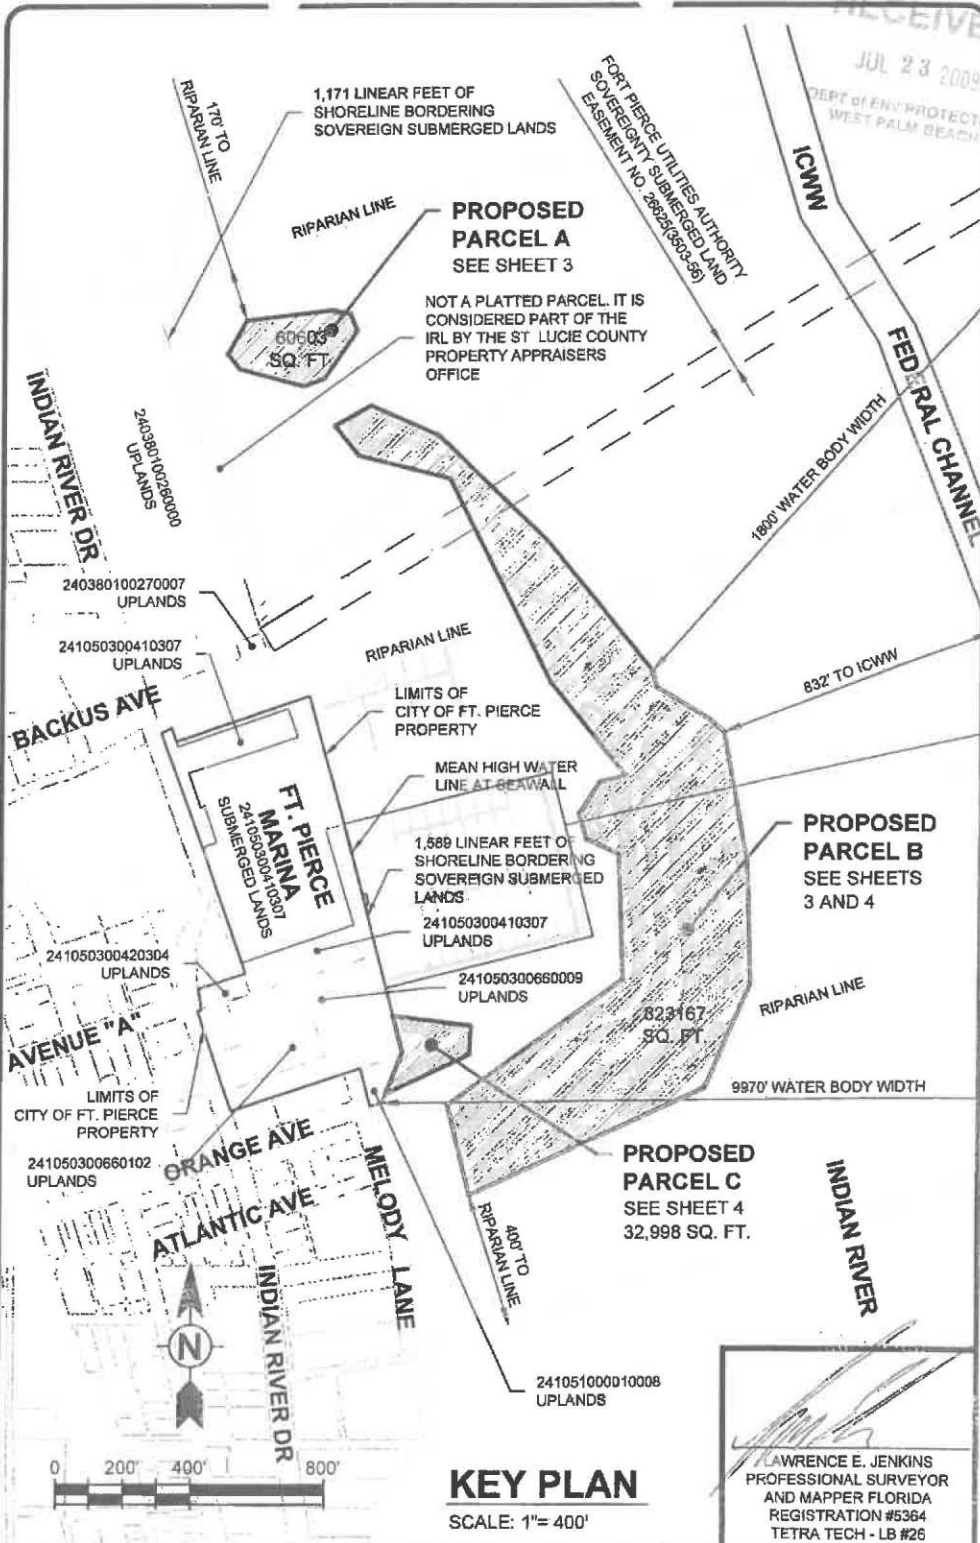 RECEIVE
JUL 23 2009
DEPT of ENV PROTECTI
WEST PALM BEACH
170' TO
RIPARIAN LINE
1,171 LINEAR FEET OF
SHORELINE BORDERING
SOVEREIGN SUBMERGED LANDS
FORT PIERCE UTILITIES AUTHORITY
SOVEREIGNTY SUBMERGED LAND
EASEMENT NO. 26625(3503-56)
ICWW
FEDERAL CHANNEL
RIPARIAN LINE
PROPOSED
PARCEL A
SEE SHEET 3
60603
SQ. FT.
NOT A PLATTED PARCEL. IT IS
CONSIDERED PART OF THE
IRL BY THE ST LUCIE COUNTY
PROPERTY APPRAISERS
OFFICE
INDIAN RIVER DR
240380100260000
UPLANDS
1800' WATER BODY WIDTH
240380100270007
UPLANDS
241050300410307
UPLANDS
RIPARIAN LINE
832' TO ICWW
BACKUS AVE
LIMITS OF
CITY OF FT. PIERCE
PROPERTY
MEAN HIGH WATER
LINE AT SEAWALL
FT. PIERCE
MARINA
241050300410307
SUBMERGED LANDS
1,589 LINEAR FEET OF
SHORELINE BORDERING
SOVEREIGN SUBMERGED
LANDS
PROPOSED
PARCEL B
SEE SHEETS
3 AND 4
241050300410307
UPLANDS
241050300420304
UPLANDS
241050300660009
UPLANDS
RIPARIAN LINE
823167
SQ. FT.
AVENUE "A"
9970' WATER BODY WIDTH
LIMITS OF
CITY OF FT. PIERCE
PROPERTY
241050300660102
UPLANDS
ORANGE AVE
ATLANTIC AVE
MELODY LANE
PROPOSED
PARCEL C
SEE SHEET 4
32,998 SQ. FT.
INDIAN RIVER
400' TO
RIPARIAN LINE
N
INDIAN RIVER DR
241051000010008
UPLANDS
0 200' 400' 800'
KEY PLAN
SCALE: 1"= 400'
LAWRENCE E. JENKINS
PROFESSIONAL SURVEYOR
AND MAPPER FLORIDA
REGISTRATION #5364
TETRA TECH - LB #26